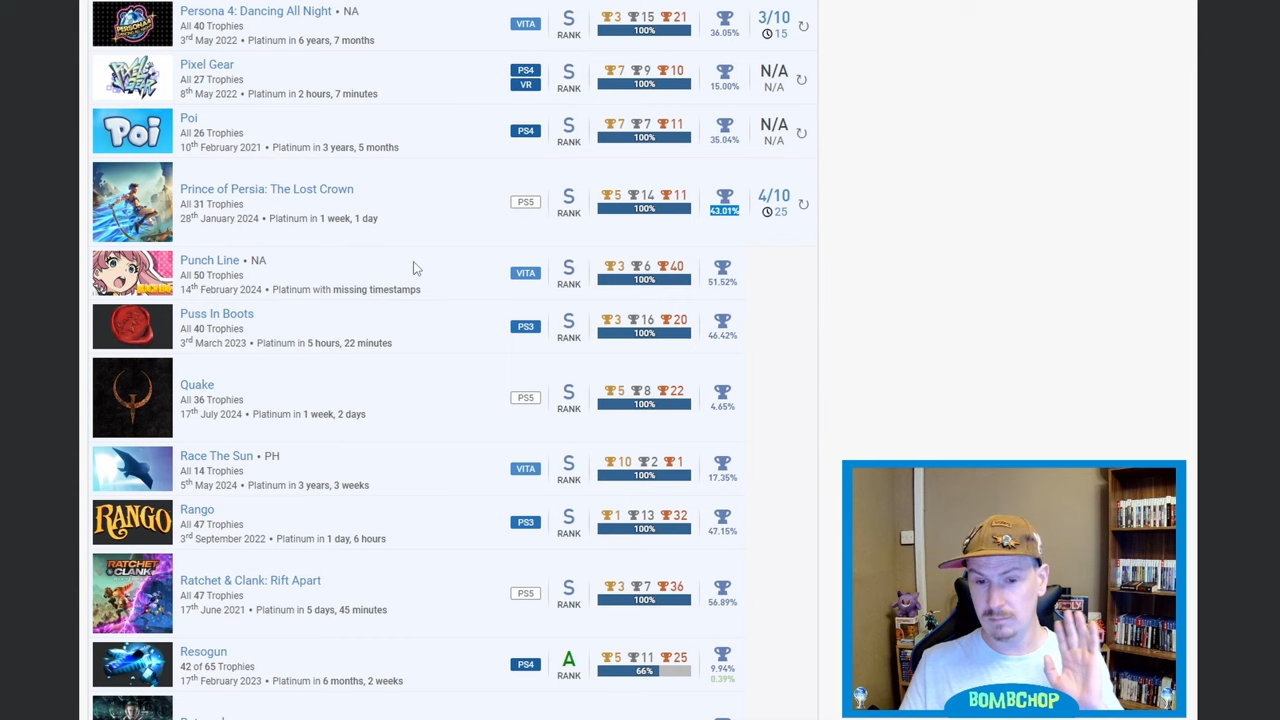 Persona 4: Dancing All Night • NA
All 40 Trophies
3rd May 2022 • Platinum in 6 years, 7 months
VITA
S
RANK
3 15 21
100%
36.05%
3/10
15
PERSONA4
Pixel Gear
All 27 Trophies
8th May 2022 • Platinum in 2 hours, 7 minutes
PS4
VR
S
RANK
7 9 10
100%
15.00%
N/A
N/A
PIXEL GEAR
Poi
All 26 Trophies
10th February 2021 • Platinum in 3 years, 5 months
PS4
S
RANK
7 7 11
100%
35.04%
N/A
N/A
Poi
Prince of Persia: The Lost Crown
All 31 Trophies
28th January 2024 • Platinum in 1 week, 1 day
PS5
S
RANK
5 14 11
100%
43.01%
4/10
25
Punch Line • NA
All 50 Trophies
14th February 2024 • Platinum with missing timestamps
VITA
S
RANK
3 6 40
100%
51.52%
Puss In Boots
All 40 Trophies
3rd March 2023 • Platinum in 5 hours, 22 minutes
PS3
S
RANK
3 16 20
100%
46.42%
Quake
All 36 Trophies
17th July 2024 • Platinum in 1 week, 2 days
PS5
S
RANK
5 8 22
100%
4.65%
Race The Sun • PH
All 14 Trophies
5th May 2024 • Platinum in 3 years, 3 weeks
VITA
S
RANK
10 2 1
100%
17.35%
Rango
All 47 Trophies
3rd September 2022 • Platinum in 1 day, 6 hours
PS3
S
RANK
1 13 32
100%
47.15%
RANGO
Ratchet & Clank: Rift Apart
All 47 Trophies
17th June 2021 • Platinum in 5 days, 45 minutes
PS5
S
RANK
3 7 36
100%
56.89%
RATCHET
CLANK
Resogun
42 of 65 Trophies
17th February 2023 • Platinum in 6 months, 2 weeks
PS4
A
RANK
5 11 25
66%
9.94%
0.39%
BOMBCHOP